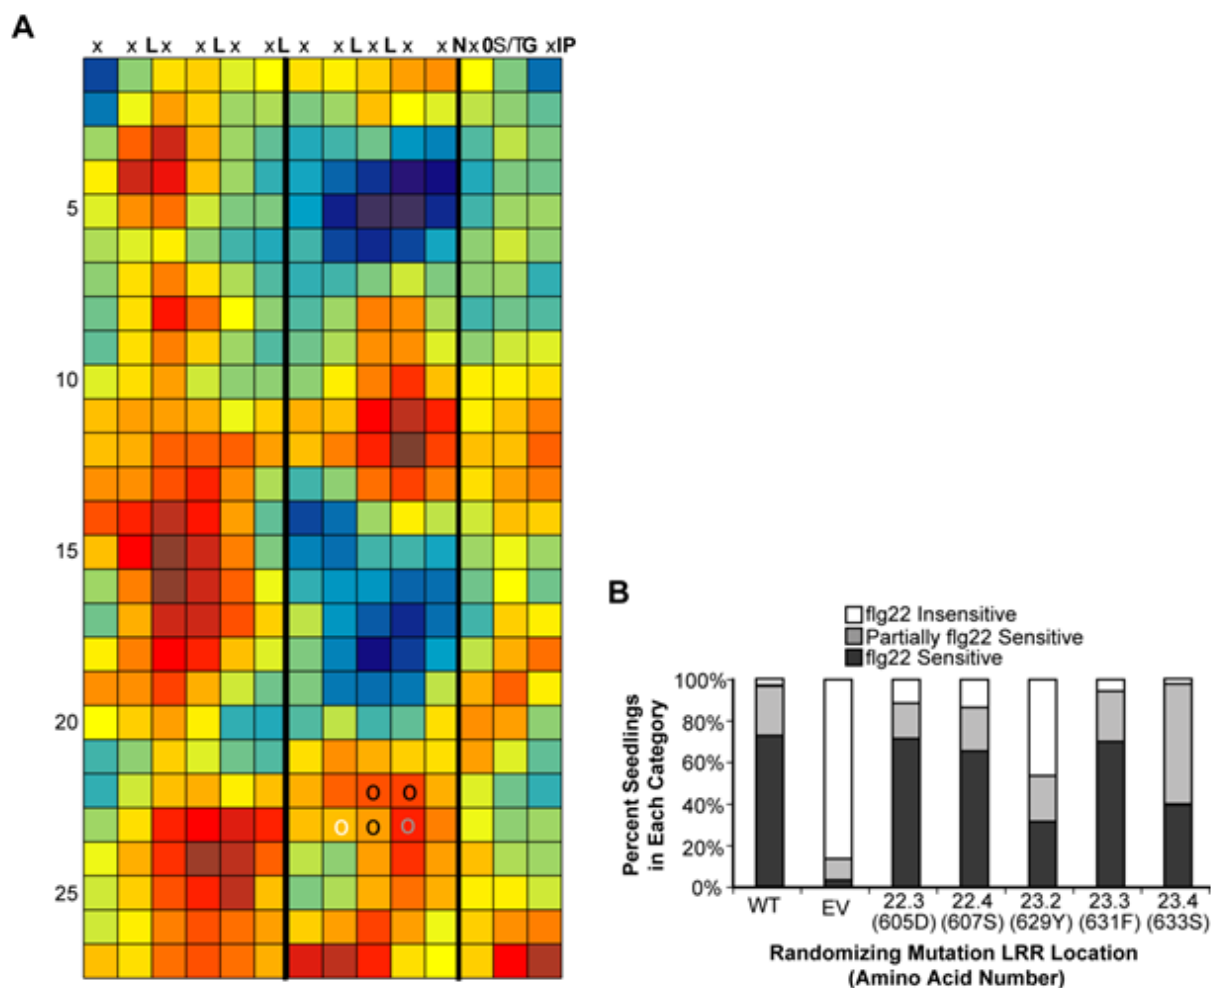 A
x x L x x L x x L x x L x L x x N x 0 S/T G x I P
5
10
15
20
25
o o
o o o
B
flg22 Insensitive
Partially flg22 Sensitive
flg22 Sensitive
Percent Seedlings
in Each Category
100%
80%
60%
40%
20%
0%
WT EV 22.3 22.4 23.2 23.3 23.4
(605D) (607S) (629Y) (631F) (633S)
Randomizing Mutation LRR Location
(Amino Acid Number)